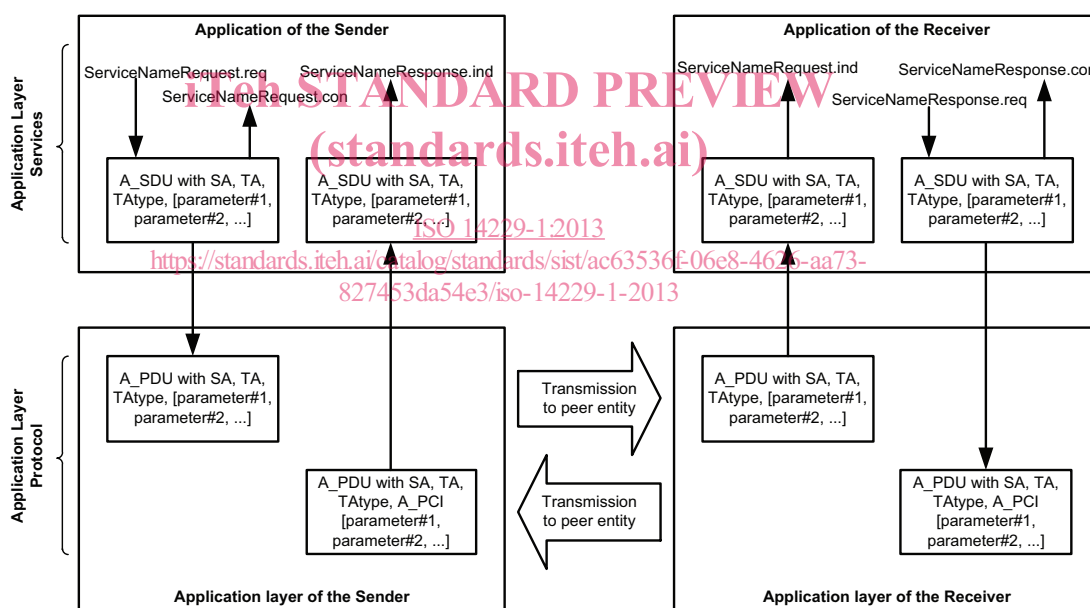 Application of the Sender
Application of the Receiver
ServiceNameRequest.req
ServiceNameResponse.ind
ServiceNameRequest.con
ServiceNameRequest.ind
ServiceNameResponse.con
ServiceNameResponse.req
iTeh STANDARD PREVIEW
(standards.iteh.ai)
Application Layer
Services
A_SDU with SA, TA,
TAtype, [parameter#1,
parameter#2, ...]
A_SDU with SA, TA,
TAtype, [parameter#1,
parameter#2, ...]
A_SDU with SA, TA,
TAtype, [parameter#1,
parameter#2, ...]
A_SDU with SA, TA,
TAtype, [parameter#1,
parameter#2, ...]
ISO 14229-1:2013
https://standards.iteh.ai/catalog/standards/sist/ac63536f-06e8-4626-aa73-
827453da54e3/iso-14229-1-2013
Application Layer
Protocol
A_PDU with SA, TA,
TAtype, [parameter#1,
parameter#2, ...]
Transmission
to peer entity
A_PDU with SA, TA,
TAtype, [parameter#1,
parameter#2, ...]
A_PDU with SA, TA,
TAtype, A_PCI
[parameter#1,
parameter#2, ...]
Transmission
to peer entity
A_PDU with SA, TA,
TAtype, A_PCI
[parameter#1,
parameter#2, ...]
Application layer of the Sender
Application layer of the Receiver